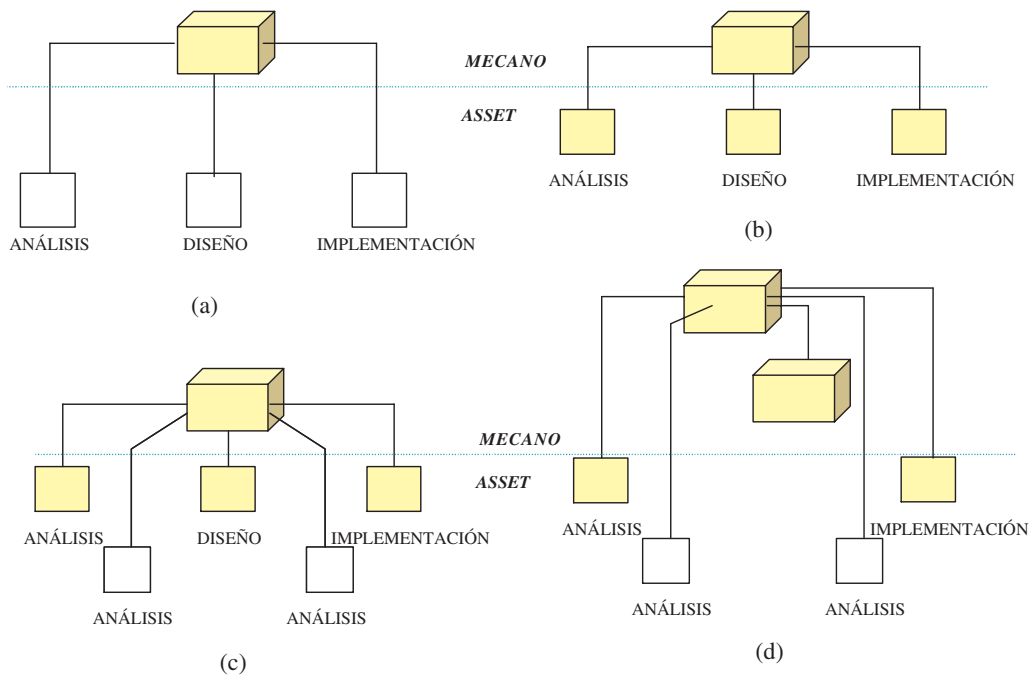 MECANO
ASSET
ANÁLISIS
DISEÑO
IMPLEMENTACIÓN
(a)
ANÁLISIS
DISEÑO
IMPLEMENTACIÓN
(b)
MECANO
ASSET
ANÁLISIS
DISEÑO
IMPLEMENTACIÓN
ANÁLISIS
ANÁLISIS
(c)
ANÁLISIS
IMPLEMENTACIÓN
ANÁLISIS
ANÁLISIS
(d)